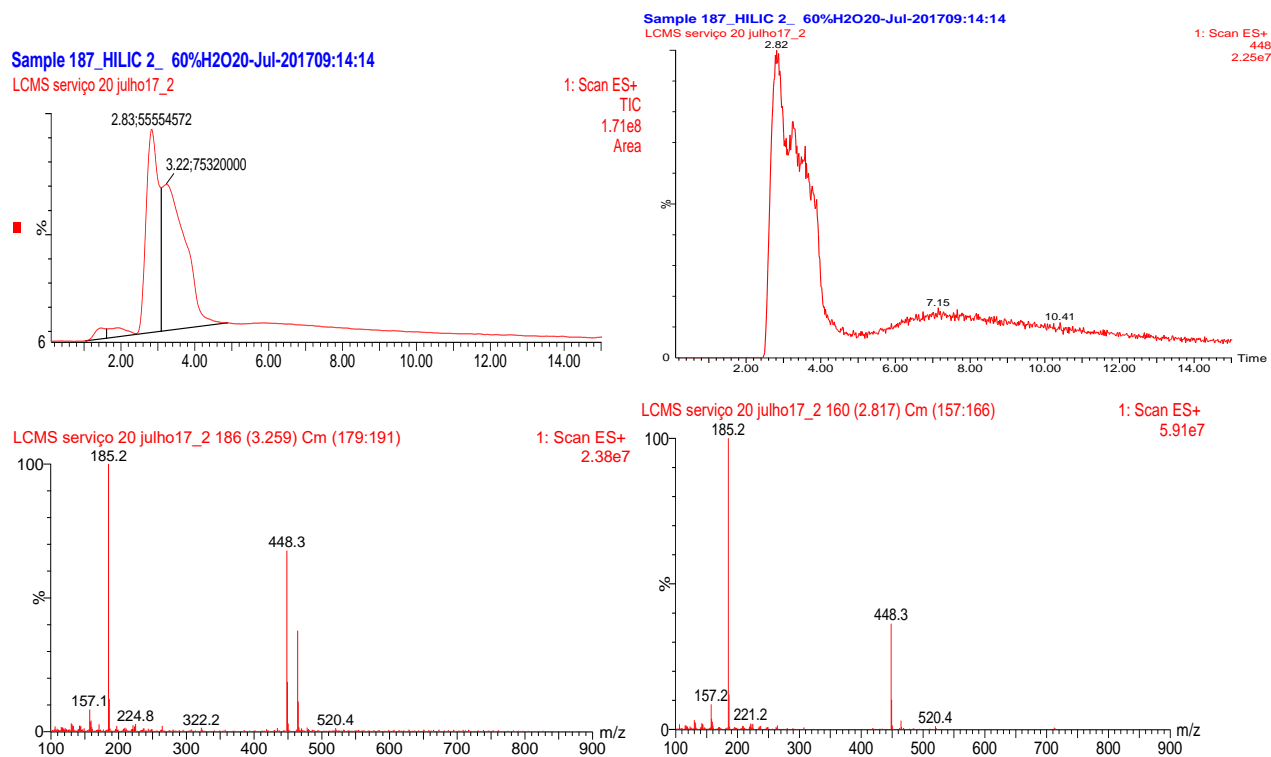 Sample 187_HILIC 2_ 60%H2O20-Jul-201709:14:14
LCMS serviço 20 julho17_2
1: Scan ES+
TIC
1.71e8
Area
2.83;55554572
3.22;75320000
%
6
2.00 4.00 6.00 8.00 10.00 12.00 14.00
Sample 187_HILIC 2_ 60%H2O20-Jul-201709:14:14
LCMS serviço 20 julho17_2
1: Scan ES+
448
2.25e7
2.82
%
7.15
10.41
0
Time
2.00 4.00 6.00 8.00 10.00 12.00 14.00
LCMS serviço 20 julho17_2 186 (3.259) Cm (179:191)
1: Scan ES+
2.38e7
185.2
100
448.3
%
157.1
224.8
322.2
520.4
0
m/z
100 200 300 400 500 600 700 800 900
LCMS serviço 20 julho17_2 160 (2.817) Cm (157:166)
1: Scan ES+
5.91e7
185.2
100
%
448.3
157.2
221.2
520.4
0
m/z
100 200 300 400 500 600 700 800 900